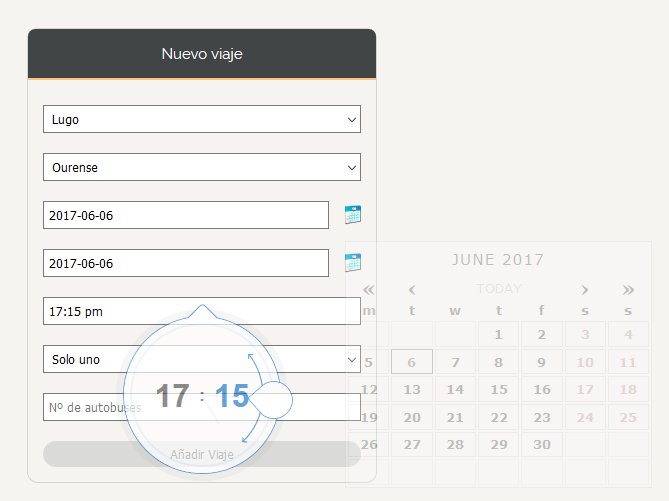 Nuevo viaje
Lugo
Ourense
2017-06-06
2017-06-06
17:15 pm
Solo uno
Nº de autobuses
Añadir Viaje
17 : 15
JUNE 2017
« ‹ TODAY › »
m t w t f s s
1 2 3 4
5 6 7 8 9 10 11
12 13 14 15 16 17 18
19 20 21 22 23 24 25
26 27 28 29 30